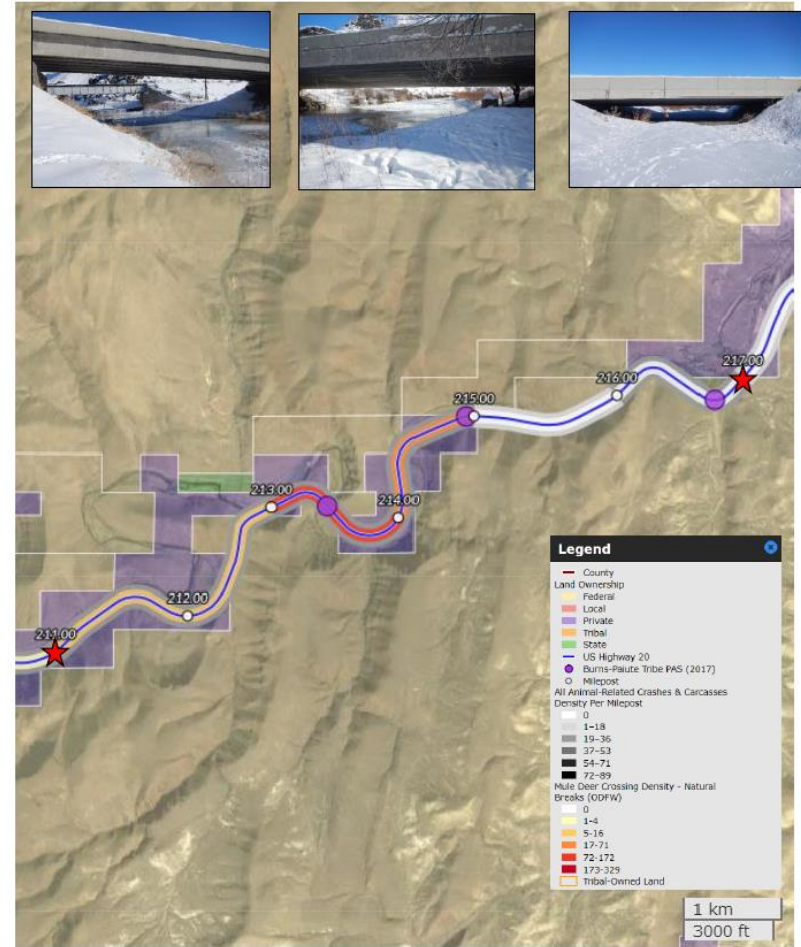 217.00
216.00
215.00
214.00
213.00
212.00
211.00
Legend
County
Land Ownership
Federal
Local
Private
Tribal
State
US Highway 20
Burns-Paiute Tribe PAS (2017)
Milepost
All Animal-Related Crashes & Carcasses
Density Per Milepost
0
1-18
19-36
37-53
54-71
72-89
Mule Deer Crossing Density - Natural
Breaks (ODFW)
0
1-4
5-16
17-71
72-172
173-329
Tribal-Owned Land
1 km
3000 ft